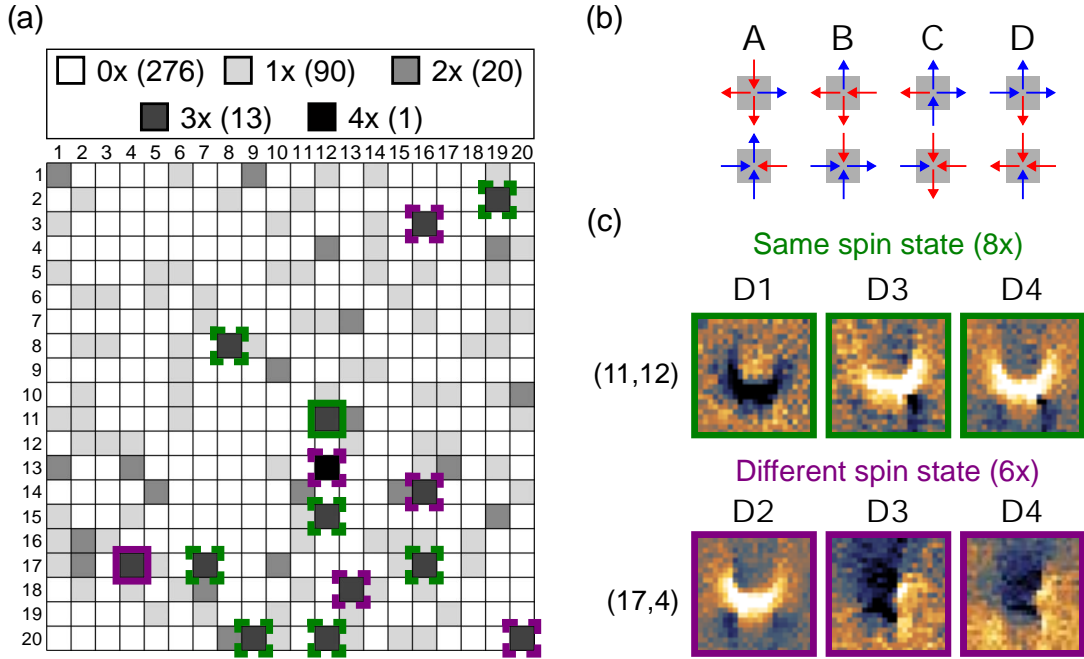 (a)
0x (276) 1x (90) 2x (20)
3x (13) 4x (1)
1 2 3 4 5 6 7 8 9 10 11 12 13 14 15 16 17 18 19 20
1
2
3
4
5
6
7
8
9
10
11
12
13
14
15
16
17
18
19
20
(b)
A B C D
(c)
Same spin state (8x)
D1 D3 D4
(11,12)
Different spin state (6x)
D2 D3 D4
(17,4)